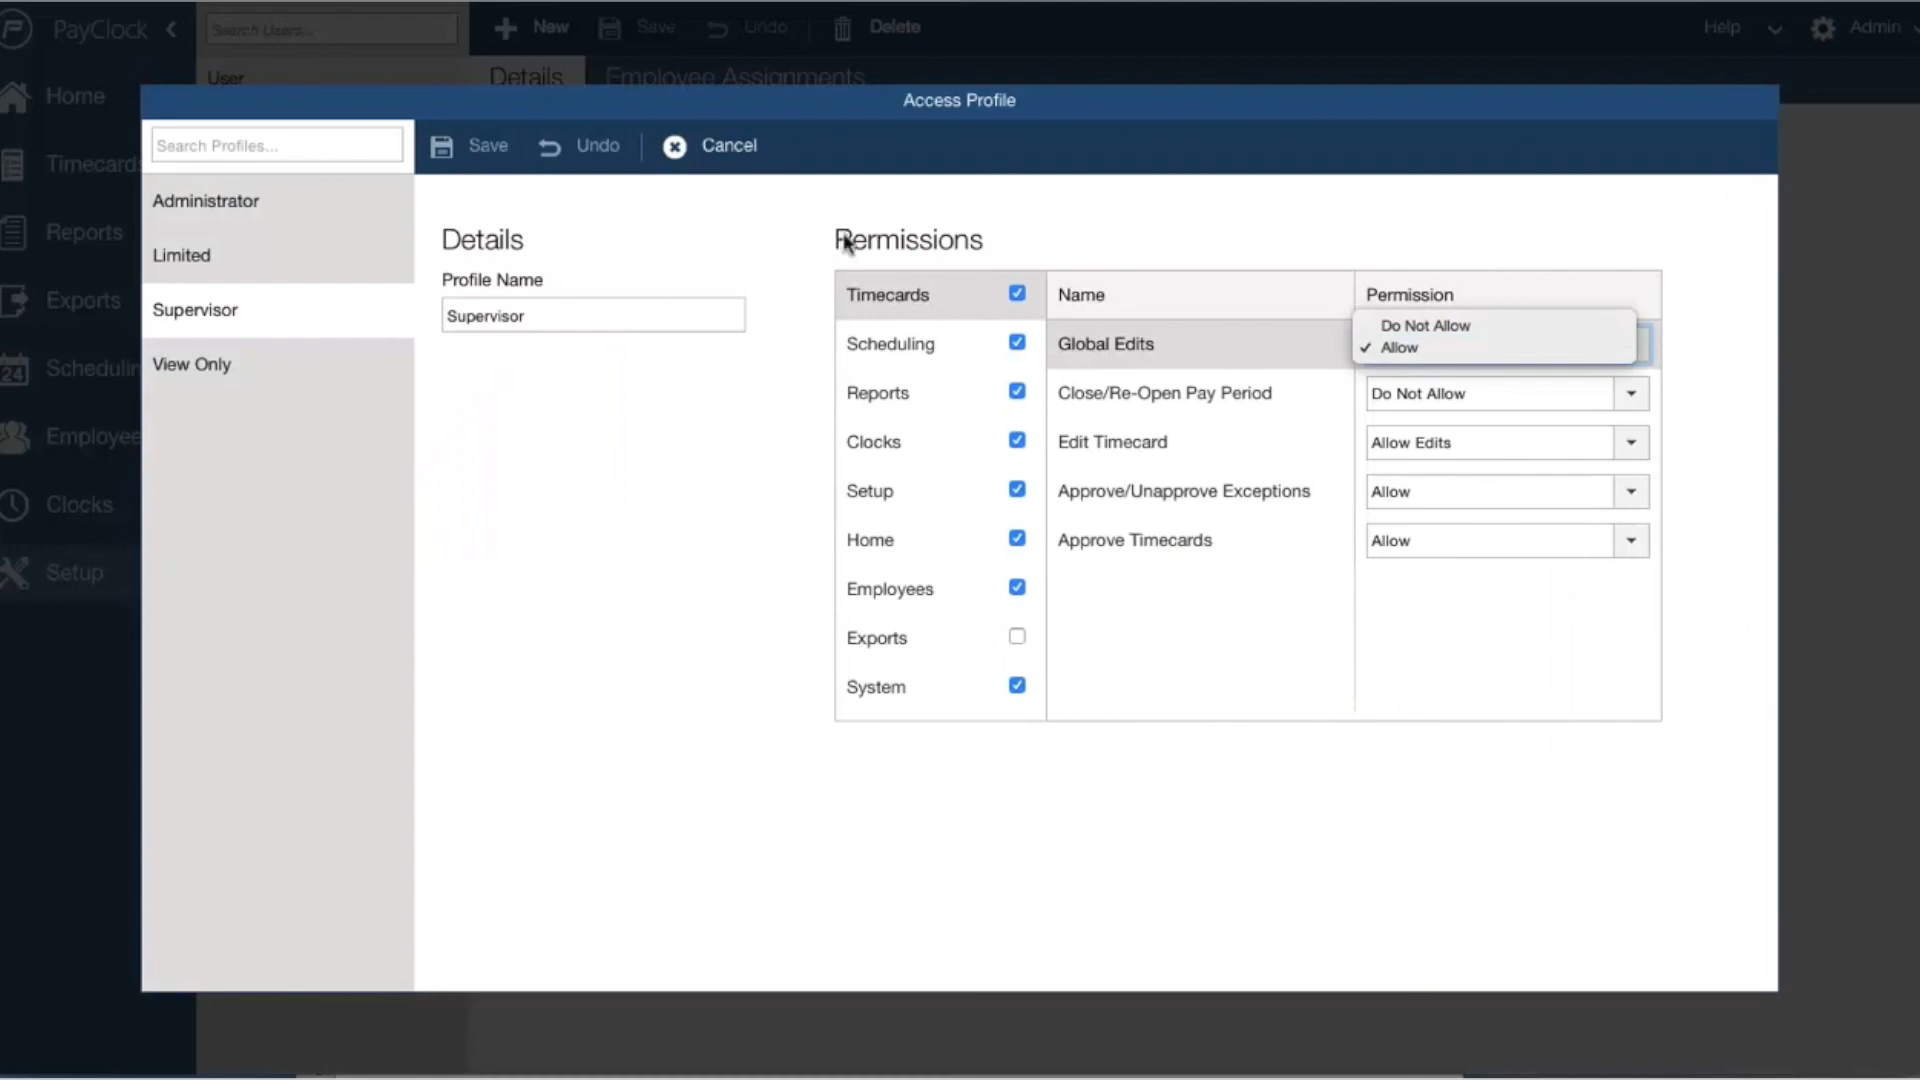 PayClock
Search Users...
New
Save
Undo
Delete
Help
Admin
User
Details
Employee Assignments
Home
Timecards
Reports
Exports
24
Schedulin
Employee
Clocks
Setup
Access Profile
Search Profiles...
Save
Undo
Cancel
Administrator
Limited
Supervisor
View Only
Details
Profile Name
Supervisor
Permissions
Timecards
Scheduling
Reports
Clocks
Setup
Home
Employees
Exports
System
Name
Permission
Global Edits
Do Not Allow
Allow
Close/Re-Open Pay Period
Do Not Allow
Edit Timecard
Allow Edits
Approve/Unapprove Exceptions
Allow
Approve Timecards
Allow